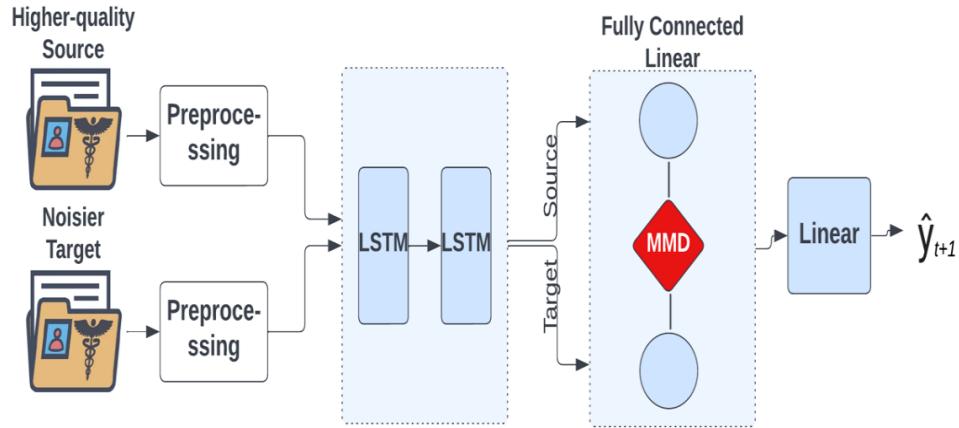 Higher-quality
Source
Preproce-
ssing
Noisier
Target
Preproce-
ssing
LSTM
LSTM
Source
Target
Fully Connected
Linear
MMD
Linear
ŷt+1